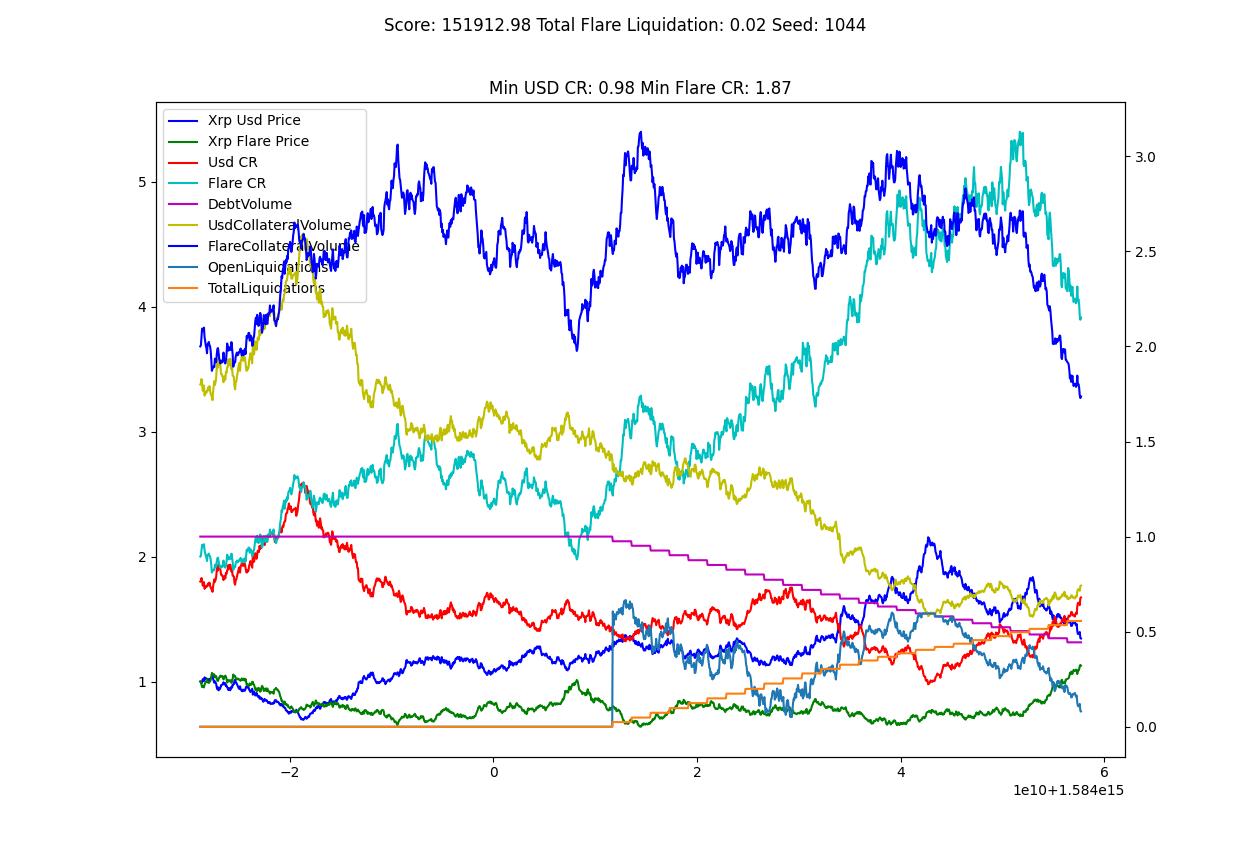 Score: 151912.98 Total Flare Liquidation: 0.02 Seed: 1044
Min USD CR: 0.98 Min Flare CR: 1.87
Xrp Usd Price
Xrp Flare Price
Usd CR
Flare CR
DebtVolume
UsdCollateralVolume
FlareCollateralVolume
OpenLiquidations
TotalLiquidations
5
4
3
2
1
3.0
2.5
2.0
1.5
1.0
0.5
0.0
−2 0 2 4 6
1e10+1.584e15